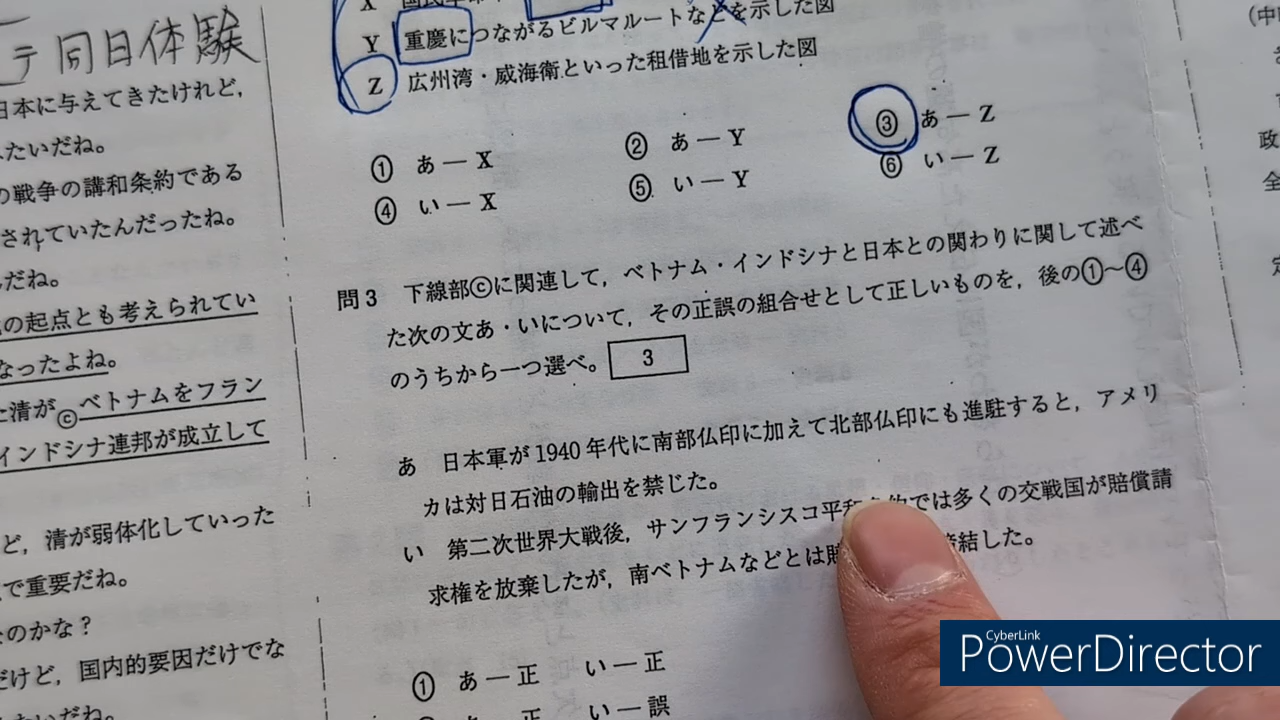 テ同日体験
日本に与えてきたけれど,
たいだね。
の戦争の講和条約である
されていたんだったね。
だね。
の起点とも考えられてい
なったよね。
た清がⓒベトナムをフラン
インドシナ連邦が成立して
ど，清が弱体化していった
で重要だね。
なのかな？
だけど，国内的要因だけでな
X
Y 重慶につながるビルマルートなどを示した図
Z 広州湾・威海衛といった租借地を示した図
① あ — X ② あ — Y ③ あ — Z
④ い — X ⑤ い — Y ⑥ い — Z
問3 下線部ⓒに関連して，ベトナム・インドシナと日本との関わりに関して述べ
た次の文あ・いについて，その正誤の組合せとして正しいものを，後の①～④
のうちから一つ選べ。 3
あ 日本軍が1940年代に南部仏印に加えて北部仏印にも進駐すると，アメリ
カは対日石油の輸出を禁じた。
い 第二次世界大戦後，サンフランシスコ平和 では多くの交戦国が賠償請
求権を放棄したが，南ベトナムなどとは 締結した。
① あ — 正 い — 正
い — 誤
(中
政
全
CyberLink
PowerDirector